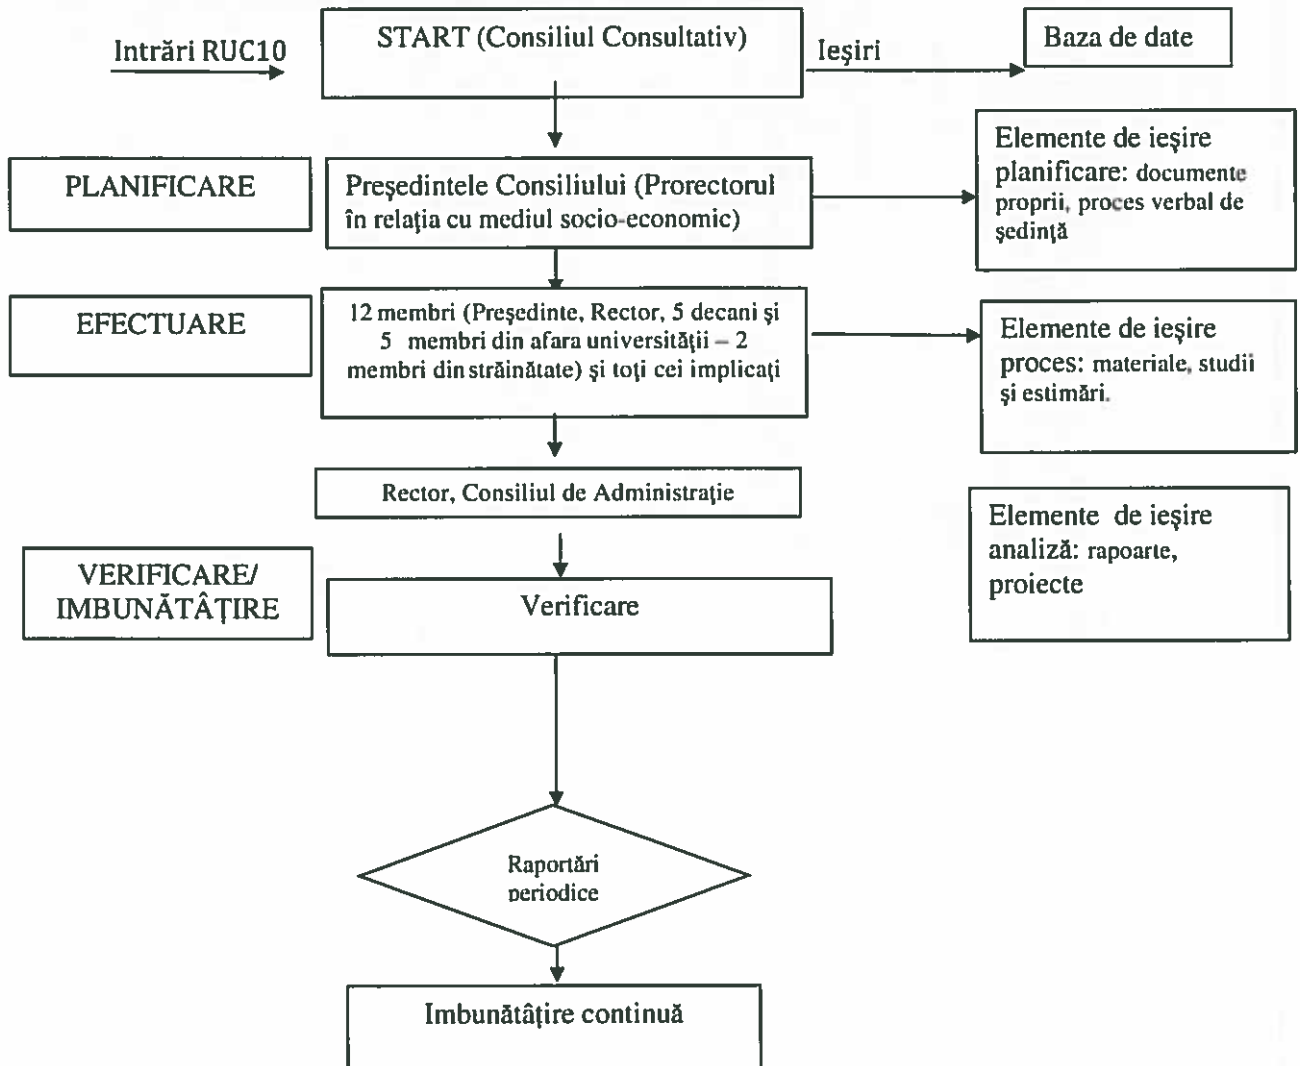 Intrări RUC10
START (Consiliul Consultativ)
Ieşiri
Baza de date
PLANIFICARE
Preşedintele Consiliului (Prorectorul
în relaţia cu mediul socio-economic)
Elemente de ieşire
planificare: documente
proprii, proces verbal de
şedinţă
EFECTUARE
12 membri (Preşedinte, Rector, 5 decani şi
5 membri din afara universităţii – 2
membri din străinătate) şi toţi cei implicaţi
Elemente de ieşire
proces: materiale, studii
şi estimări.
Rector, Consiliul de Administraţie
Elemente de ieşire
analiză: rapoarte,
proiecte
VERIFICARE/
IMBUNĂTÂŢIRE
Verificare
Raportări
periodice
Imbunătâţire continuă